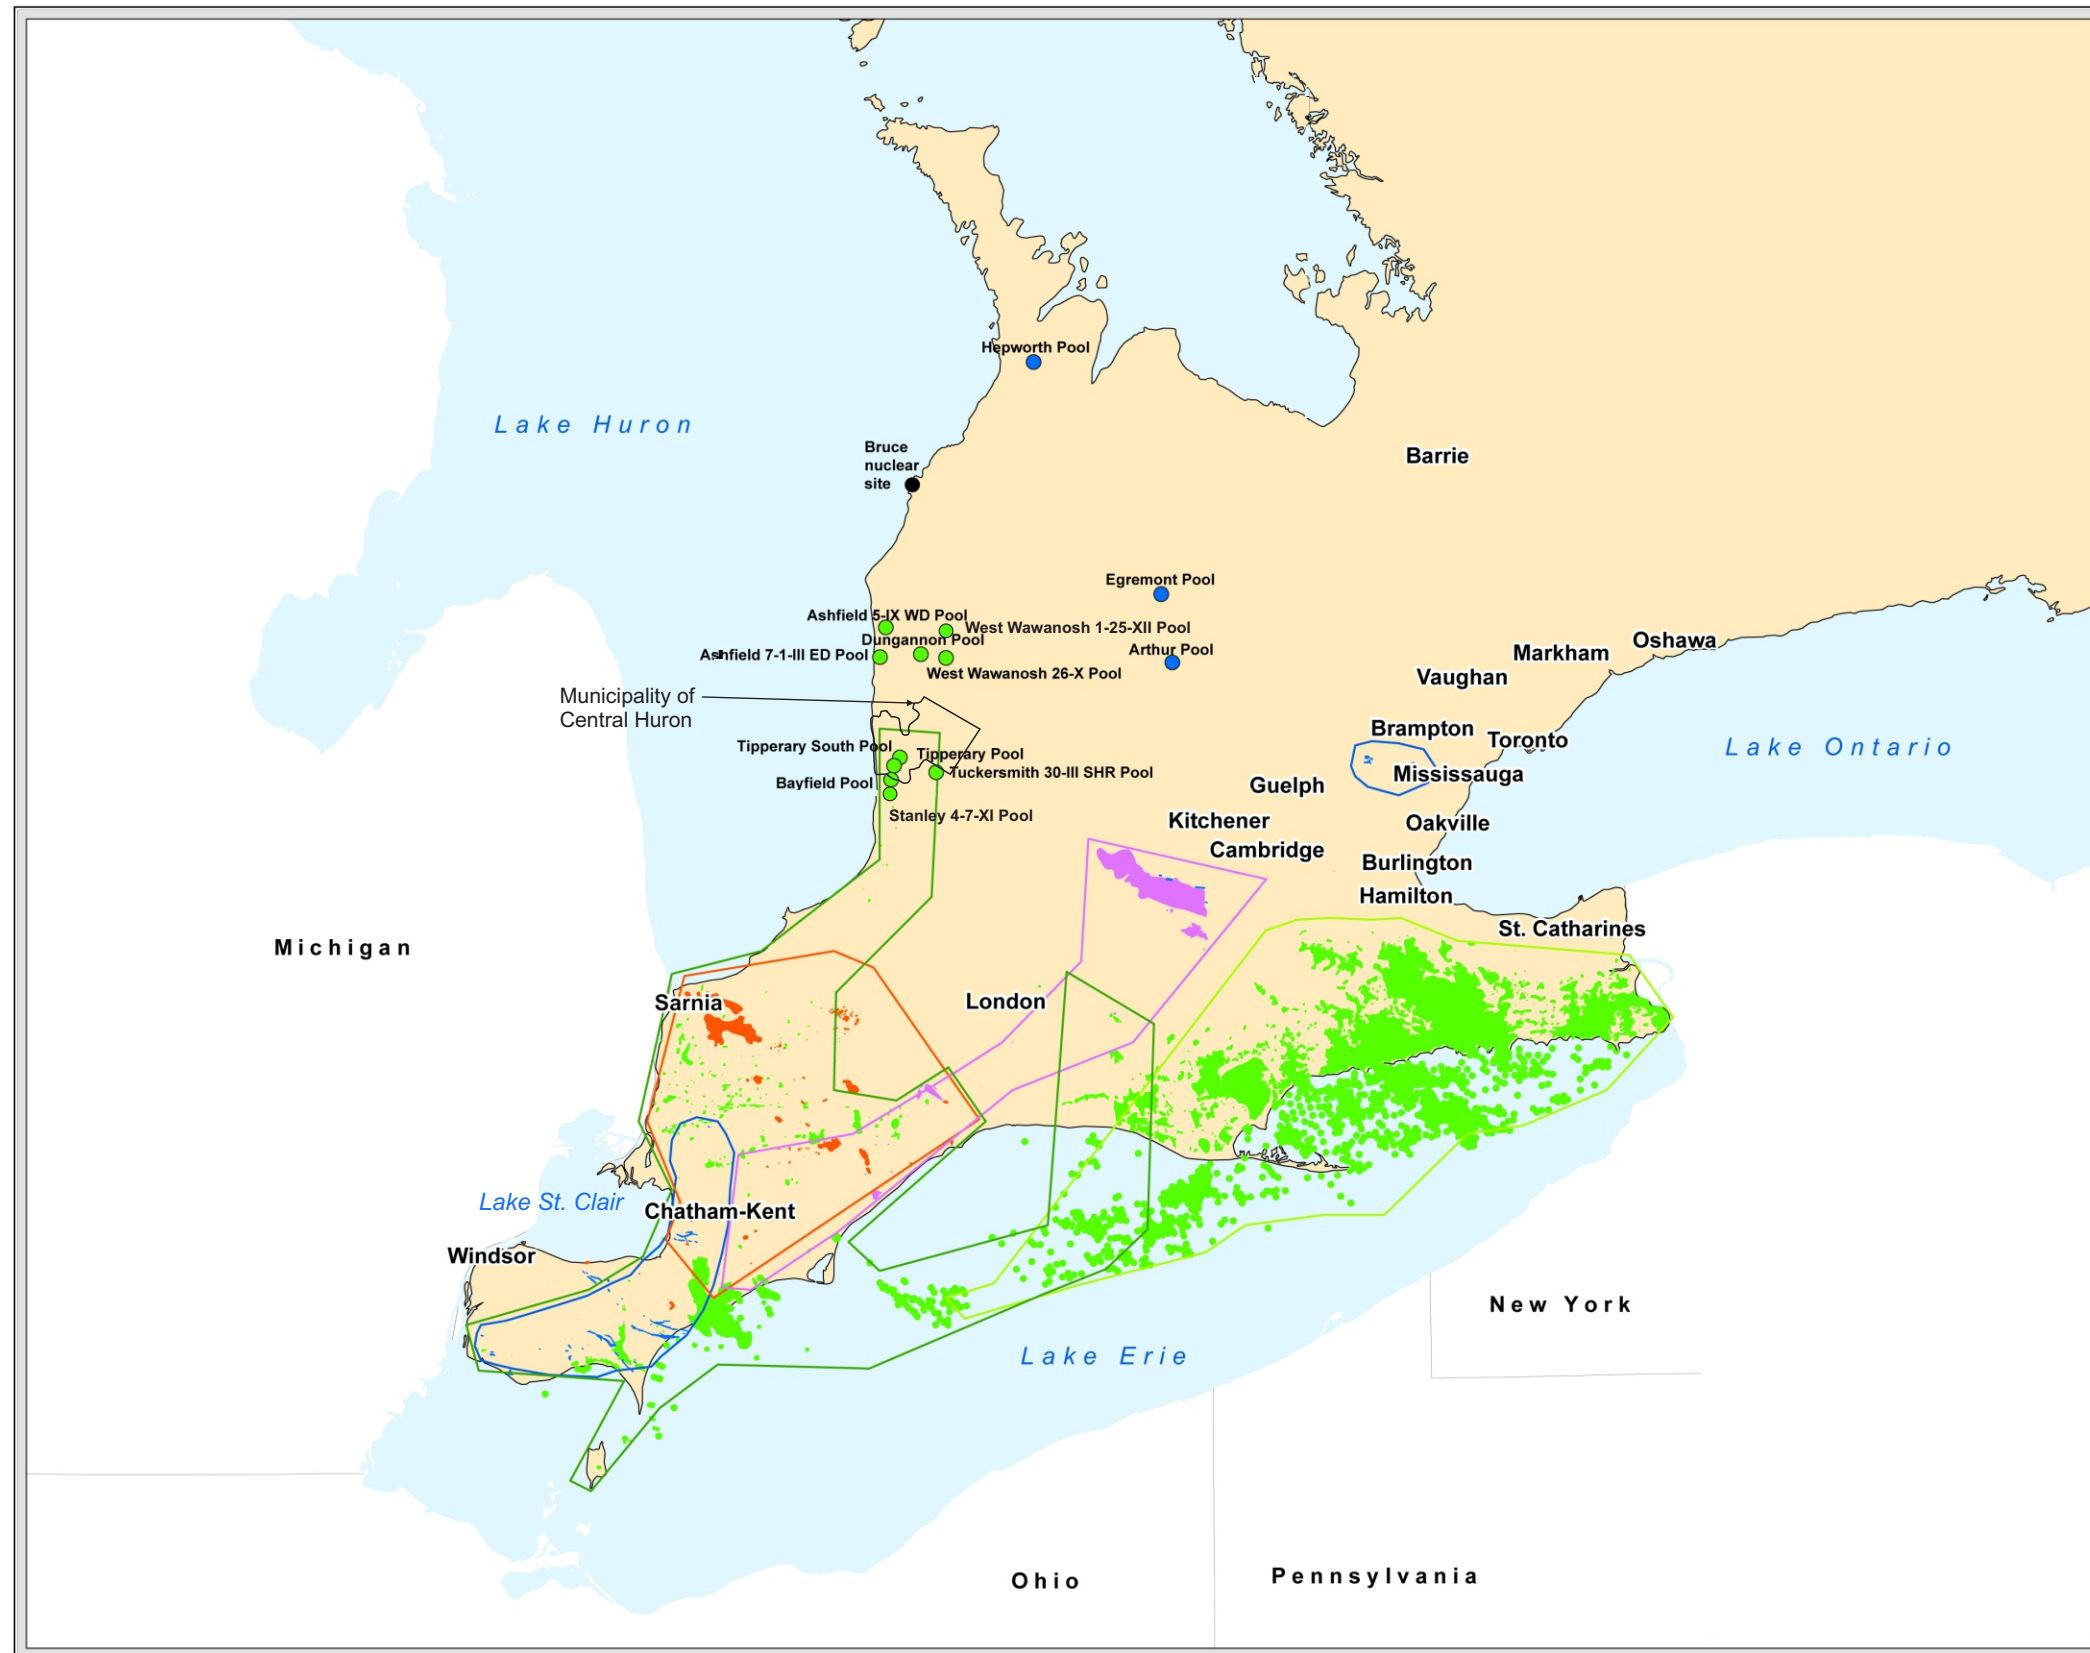 Hepworth Pool
Lake Huron
Bruce
nuclear
site
Barrie
Egremont Pool
Ashfield 5-IX WD Pool
West Wawanosh 1-25-XII Pool
Dungannon Pool
Oshawa
Arthur Pool
Markham
Ashfield 7-1-III ED Pool
West Wawanosh 26-X Pool
Vaughan
Municipality of
Central Huron
Brampton
Toronto
Lake Ontario
Tipperary South Pool
Tipperary Pool
Tuckersmith 30-III SHR Pool
Mississauga
Bayfield Pool
Guelph
Stanley 4-7-XI Pool
Kitchener
Oakville
Cambridge
Burlington
Hamilton
St. Catharines
Michigan
Sarnia
London
Lake St. Clair
Chatham-Kent
Windsor
New York
Lake Erie
Ohio
Pennsylvania